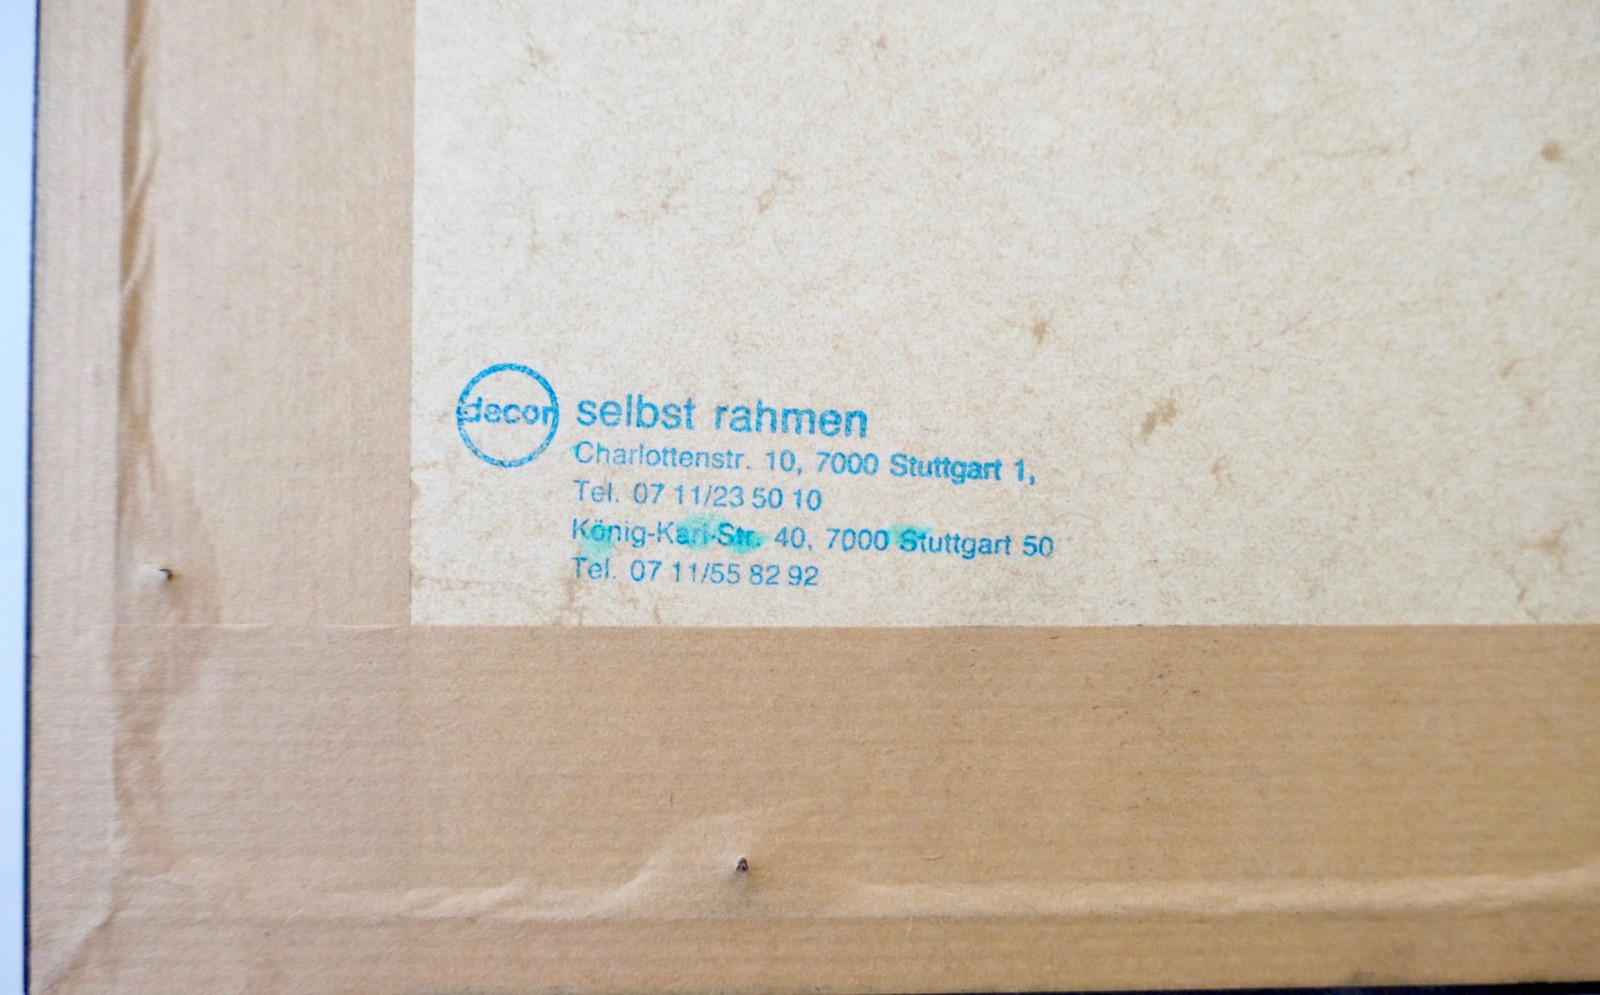 decor selbst rahmen
Charlottenstr. 10, 7000 Stuttgart 1,
Tel. 07 11/23 50 10
König-Karl-Str. 40, 7000 Stuttgart 50
Tel. 07 11/55 82 92